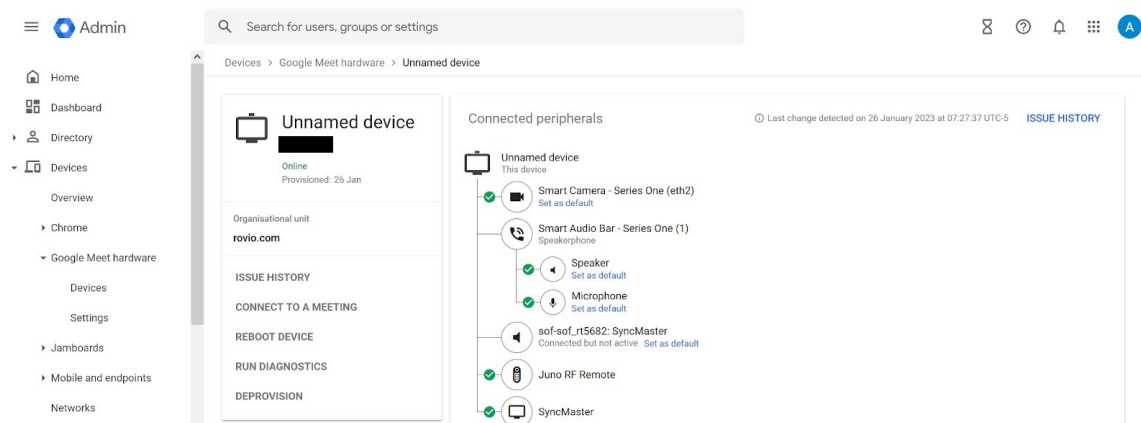 Admin
Search for users, groups or settings
A
Home
Dashboard
Directory
Devices
Overview
Chrome
Google Meet hardware
Devices
Settings
Jamboards
Mobile and endpoints
Networks
Devices > Google Meet hardware > Unnamed device
Unnamed device
Online
Provisioned: 26 Jan
Organisational unit
rovio.com
ISSUE HISTORY
CONNECT TO A MEETING
REBOOT DEVICE
RUN DIAGNOSTICS
DEPROVISION
Connected peripherals
Last change detected on 26 January 2023 at 07:27:37 UTC-5
ISSUE HISTORY
Unnamed device
This device
Smart Camera - Series One (eth2)
Set as default
Smart Audio Bar - Series One (1)
Speakerphone
Speaker
Set as default
Microphone
Set as default
sof-sof_rt5682: SyncMaster
Connected but not active Set as default
Juno RF Remote
SyncMaster